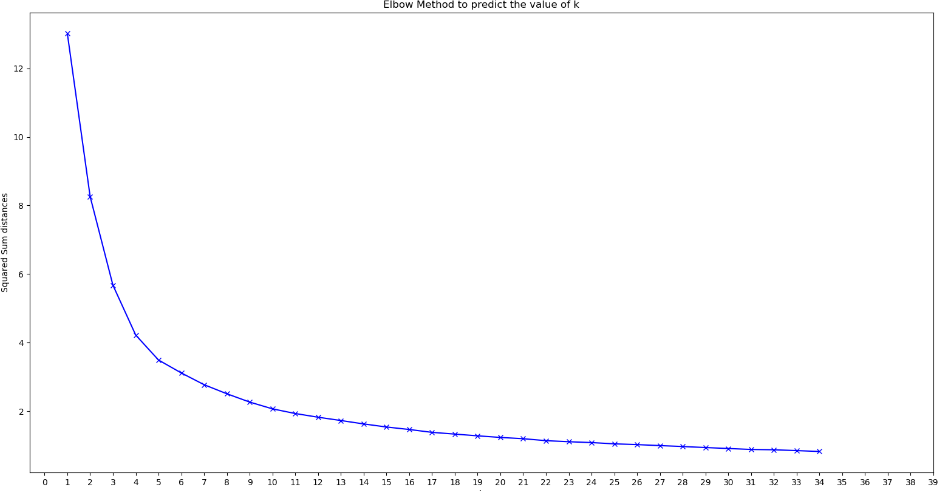 Elbow Method to predict the value of k
Squared Sum distances
12
10
8
6
4
2
0 1 2 3 4 5 6 7 8 9 10 11 12 13 14 15 16 17 18 19 20 21 22 23 24 25 26 27 28 29 30 31 32 33 34 35 36 37 38 39